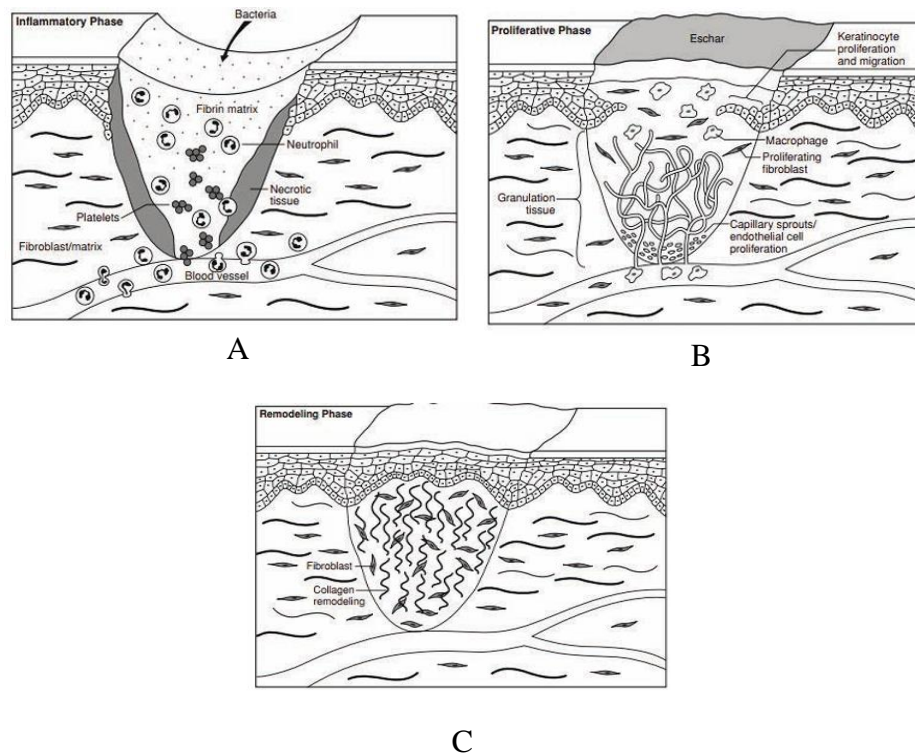 Inflammatory Phase
Bacteria
Fibrin matrix
Neutrophil
Necrotic
tissue
Platelets
Fibroblast/matrix
Blood vessel
A
Proliferative Phase
Eschar
Keratinocyte
proliferation
and migration
Macrophage
Proliferating
fibroblast
Granulation
tissue
Capillary sprouts/
endothelial cell
proliferation
B
Remodeling Phase
Fibroblast
Collagen
remodeling
C